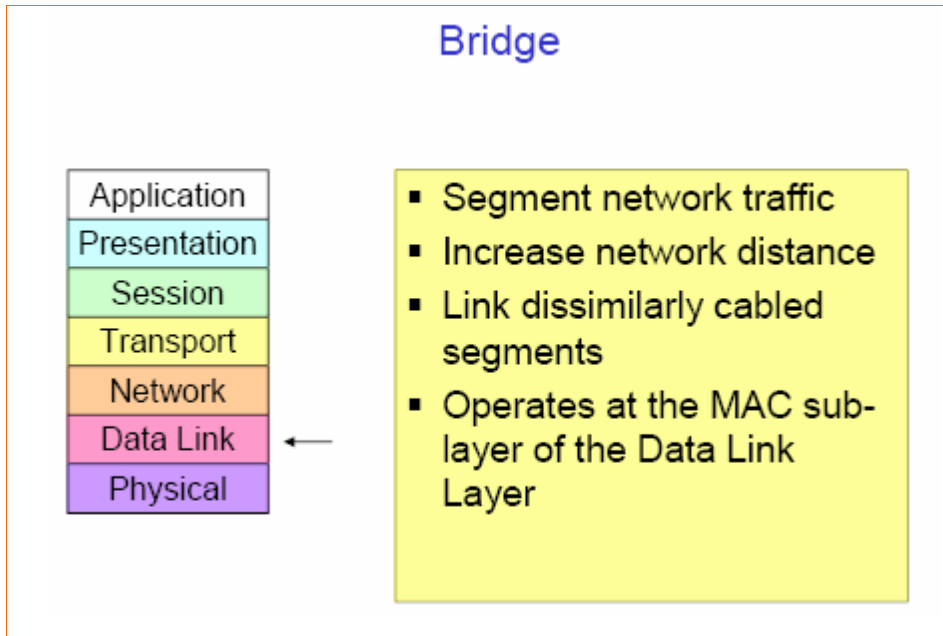 Bridge
Application
Presentation
Session
Transport
Network
Data Link
Physical
▪ Segment network traffic
▪ Increase network distance
▪ Link dissimilarly cabled
segments
▪ Operates at the MAC sub-
layer of the Data Link
Layer